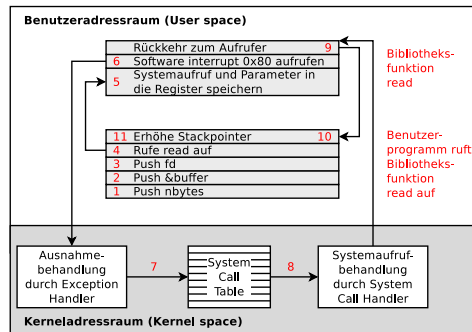 Benutzeradressraum (User space)
Rückkehr zum Aufrufer 9
6 Software interrupt 0x80 aufrufen
5 Systemaufruf und Parameter in
die Register speichern
Bibliotheks-
funktion
read
11 Erhöhe Stackpointer 10
4 Rufe read auf
3 Push fd
2 Push &buffer
1 Push nbytes
Benutzer-
programm ruft
Bibliotheks-
funktion
read auf
Ausnahme-
behandlung
durch Exception
Handler
7
System
Call
Table
8
Systemaufruf-
behandlung
durch System
Call Handler
Kerneladressraum (Kernel space)